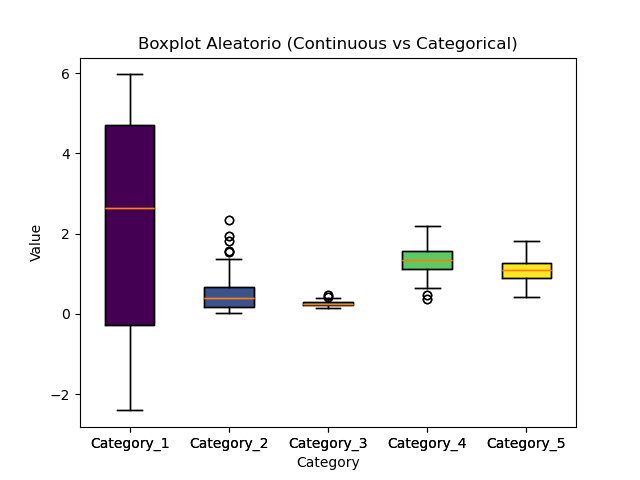 Boxplot Aleatorio (Continuous vs Categorical)
6
4
2
0
−2
Value
Category_1 Category_2 Category_3 Category_4 Category_5
Category